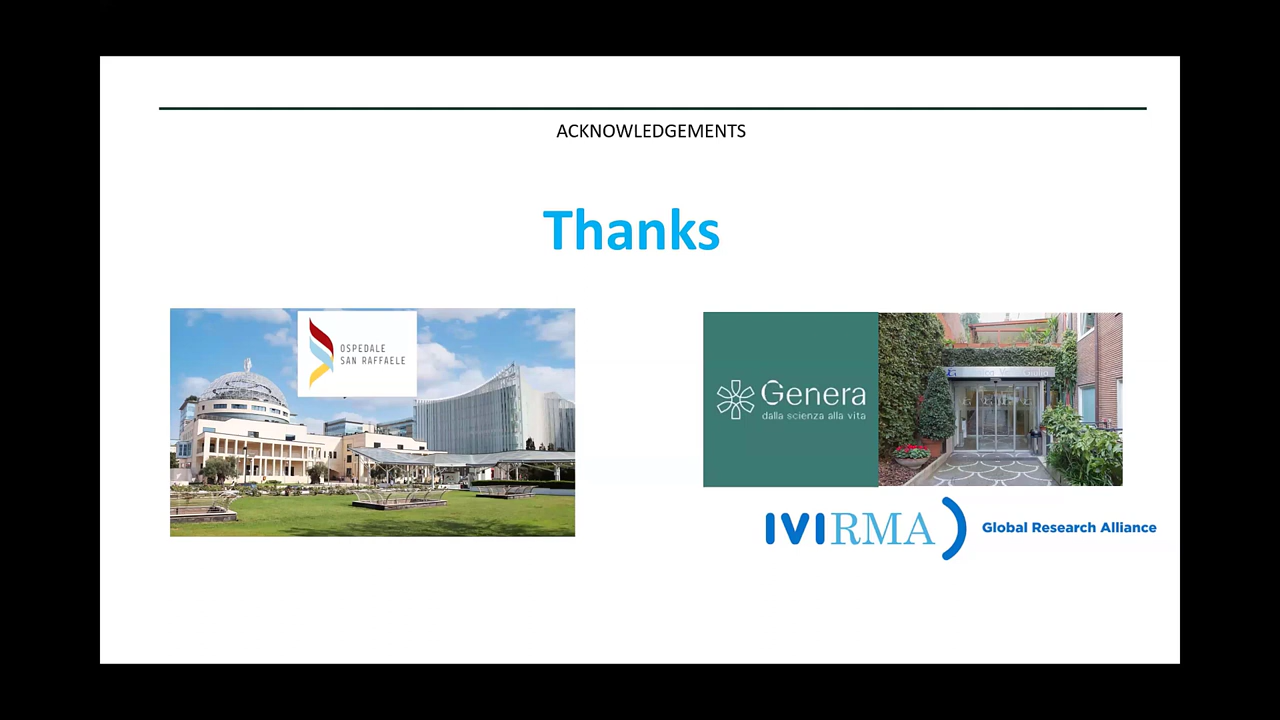 ACKNOWLEDGEMENTS
Thanks
OSPEDALE
SAN RAFFAELE
Genera
dalla scienza alla vita
IVIRMA
Global Research Alliance